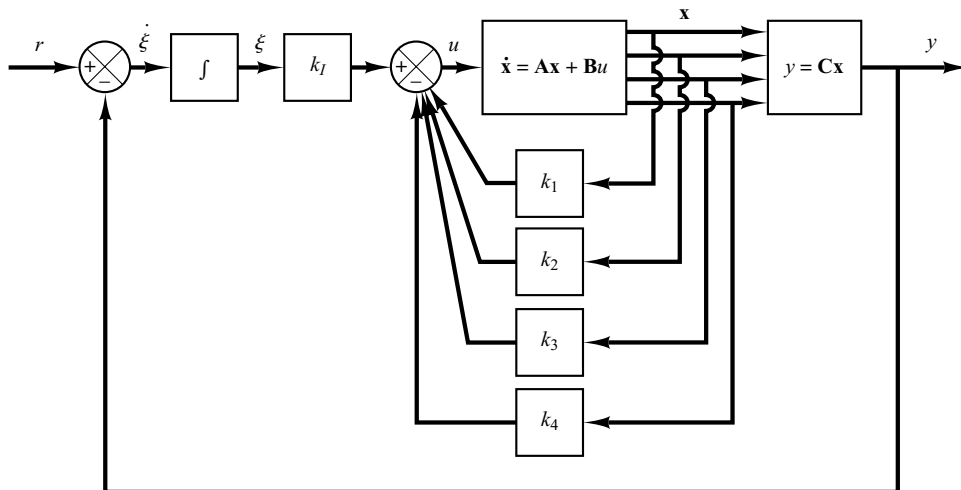 r
+
−
ξ̇
∫
ξ
k_I
+
−
u
ẋ = Ax + Bu
x
y = Cx
y
k_1
k_2
k_3
k_4